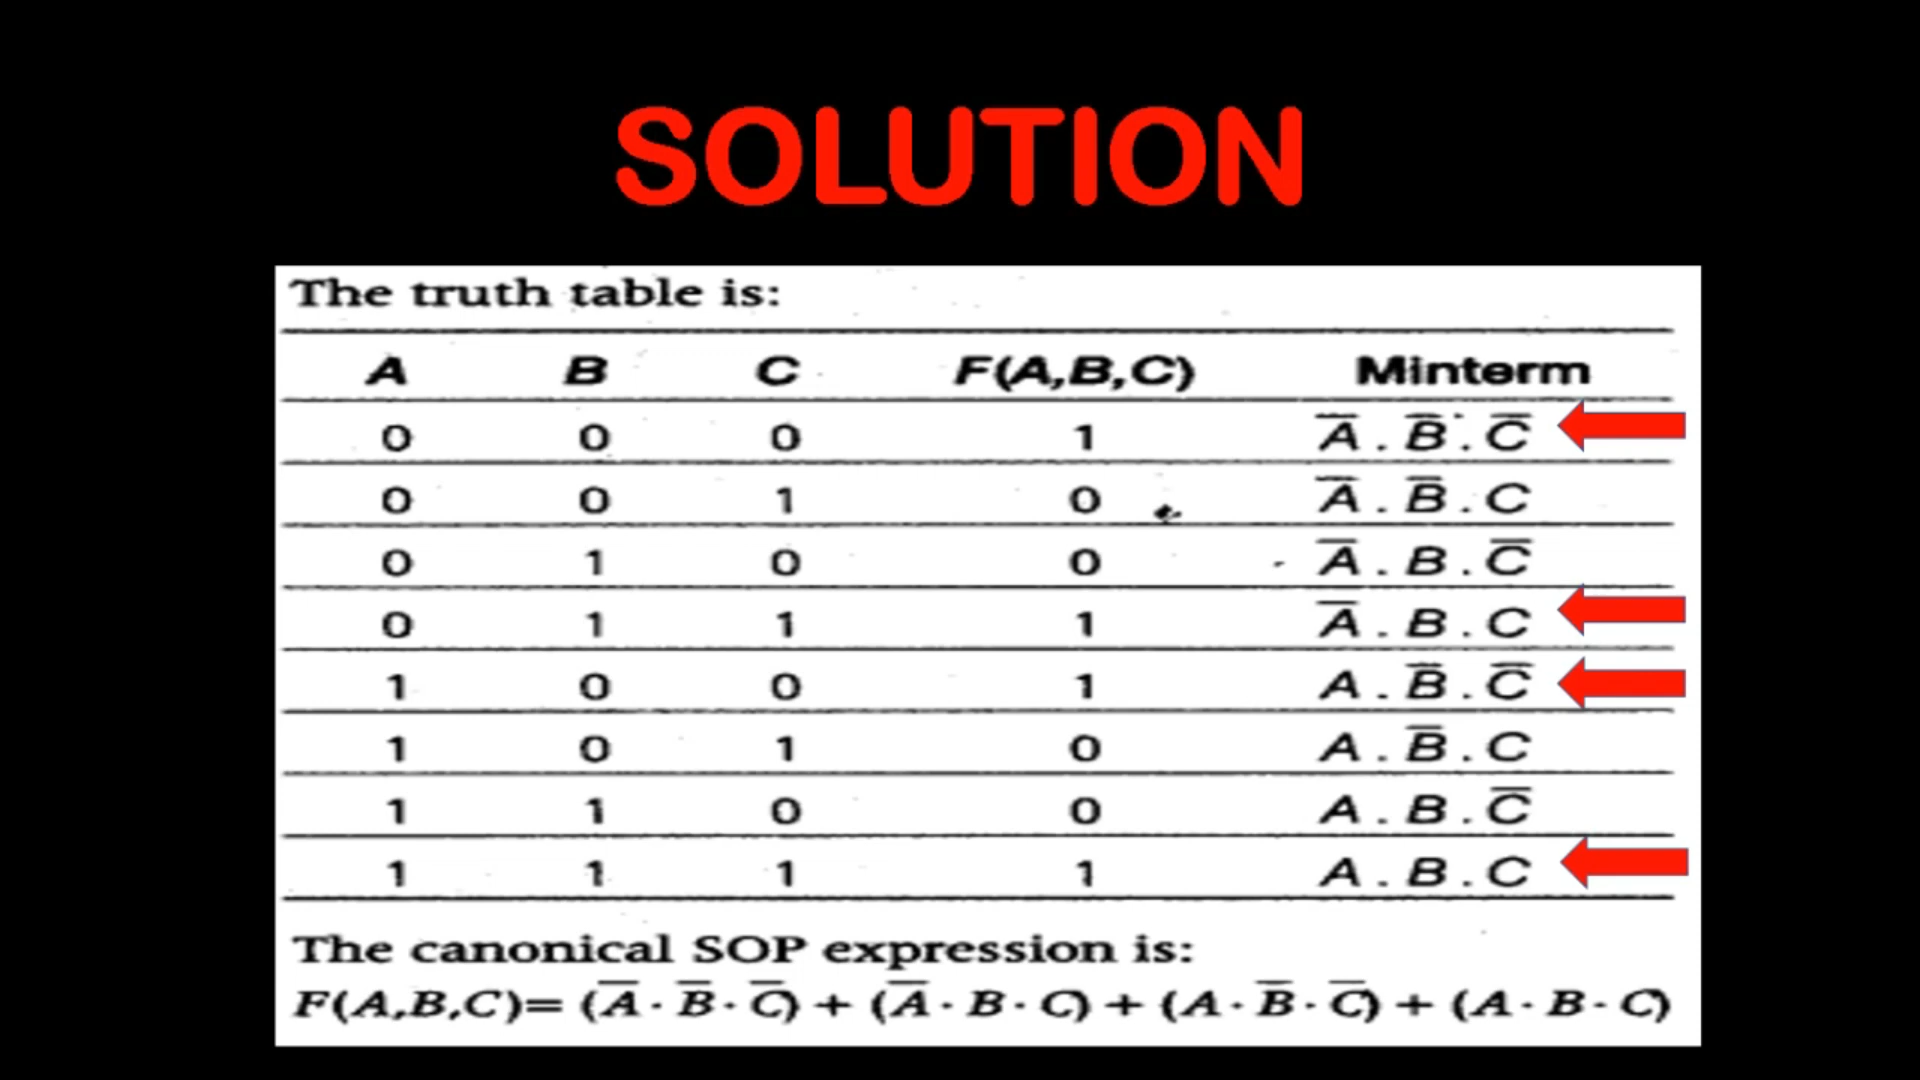 SOLUTION
The truth table is:
A B C F(A,B,C) Minterm
0 0 0 1 A̅ . B̅ . C̅
0 0 1 0 A̅ . B̅ . C
0 1 0 0 A̅ . B . C̅
0 1 1 1 A̅ . B . C
1 0 0 1 A . B̅ . C̅
1 0 1 0 A . B̅ . C
1 1 0 0 A . B . C̅
1 1 1 1 A . B . C
The canonical SOP expression is:
F(A,B,C)= (A̅ · B̅ · C̅) + (A̅ · B · C) + (A · B̅ · C̅) + (A · B · C)